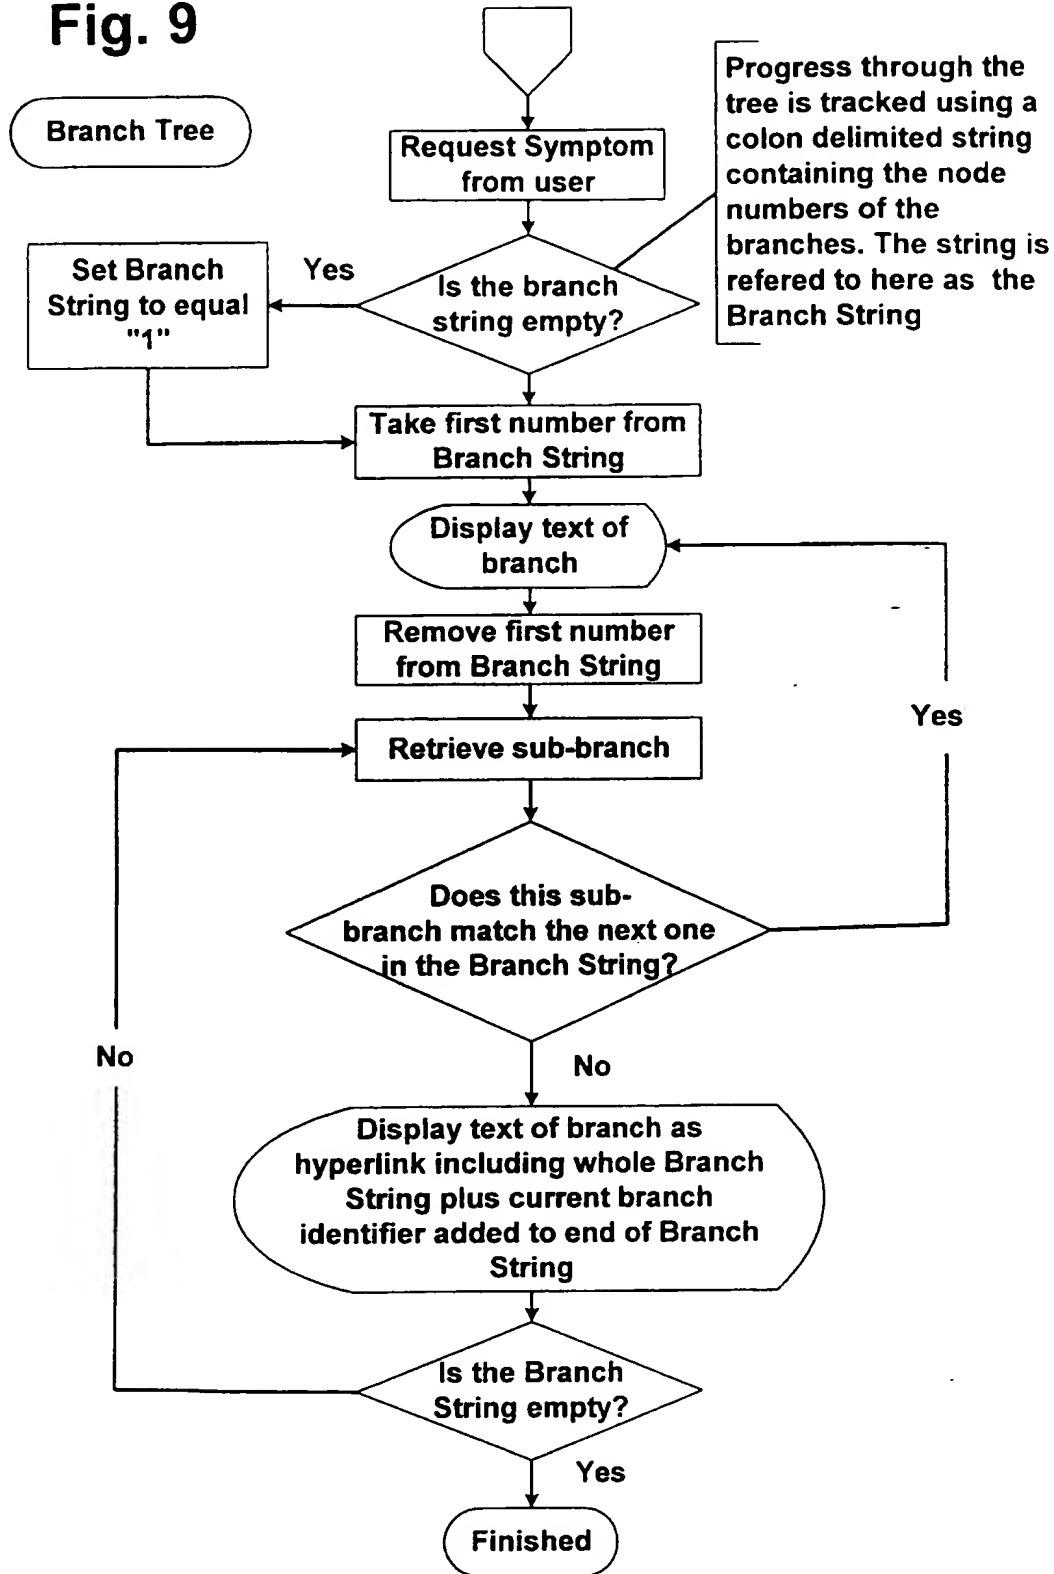 Fig. 9
Branch Tree
Request Symptom
from user
Progress through the
tree is tracked using a
colon delimited string
containing the node
numbers of the
branches. The string is
refered to here as the
Branch String
Is the branch
string empty?
Yes
Set Branch
String to equal
"1"
Take first number from
Branch String
Display text of
branch
Remove first number
from Branch String
Retrieve sub-branch
Does this sub-
branch match the next one
in the Branch String?
Yes
No
Display text of branch as
hyperlink including whole Branch
String plus current branch
identifier added to end of Branch
String
Is the Branch
String empty?
No
Yes
Finished